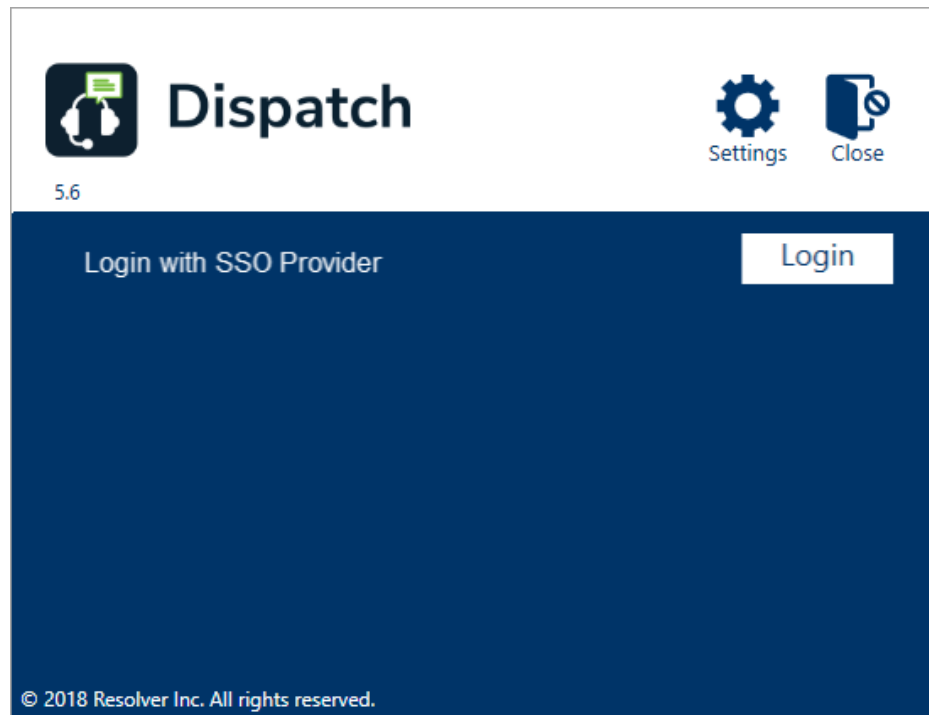 Dispatch
Settings
Close
5.6
Login with SSO Provider
Login
© 2018 Resolver Inc. All rights reserved.